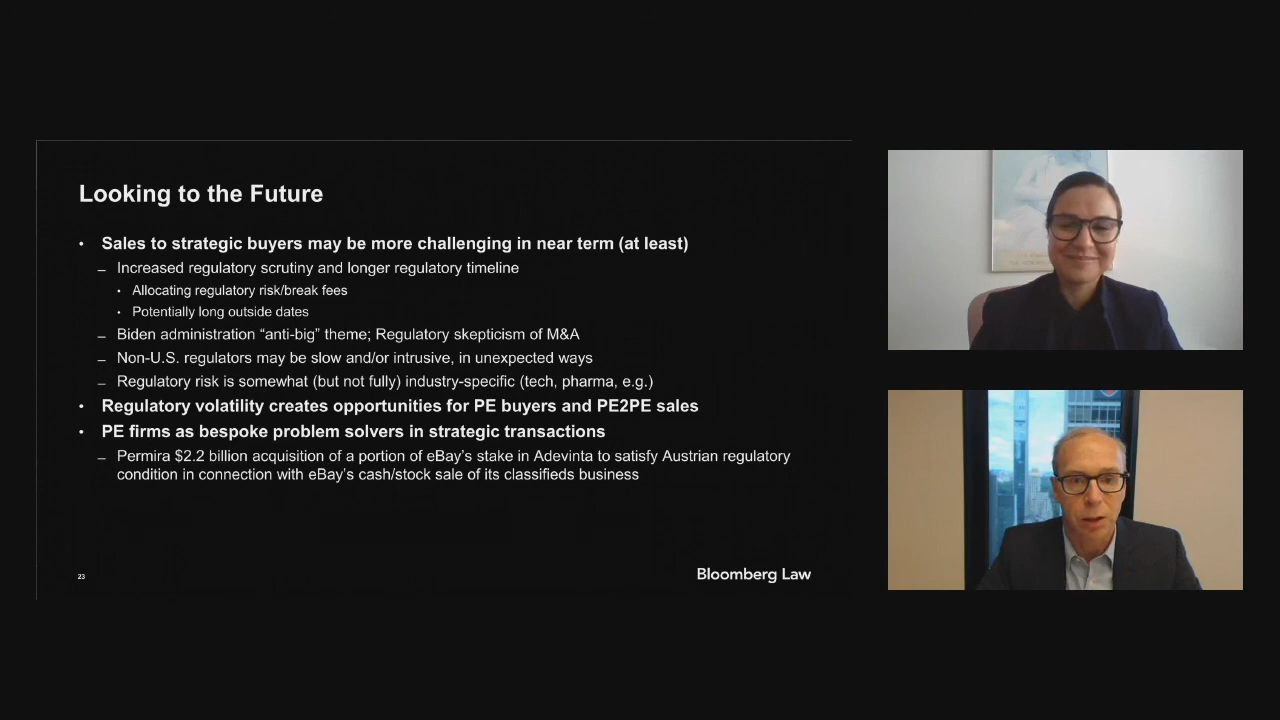 Looking to the Future
• Sales to strategic buyers may be more challenging in near term (at least)
– Increased regulatory scrutiny and longer regulatory timeline
• Allocating regulatory risk/break fees
• Potentially long outside dates
– Biden administration “anti-big” theme; Regulatory skepticism of M&A
– Non-U.S. regulators may be slow and/or intrusive, in unexpected ways
– Regulatory risk is somewhat (but not fully) industry-specific (tech, pharma, e.g.)
• Regulatory volatility creates opportunities for PE buyers and PE2PE sales
• PE firms as bespoke problem solvers in strategic transactions
– Permira $2.2 billion acquisition of a portion of eBay’s stake in Adevinta to satisfy Austrian regulatory
condition in connection with eBay’s cash/stock sale of its classifieds business
23
Bloomberg Law